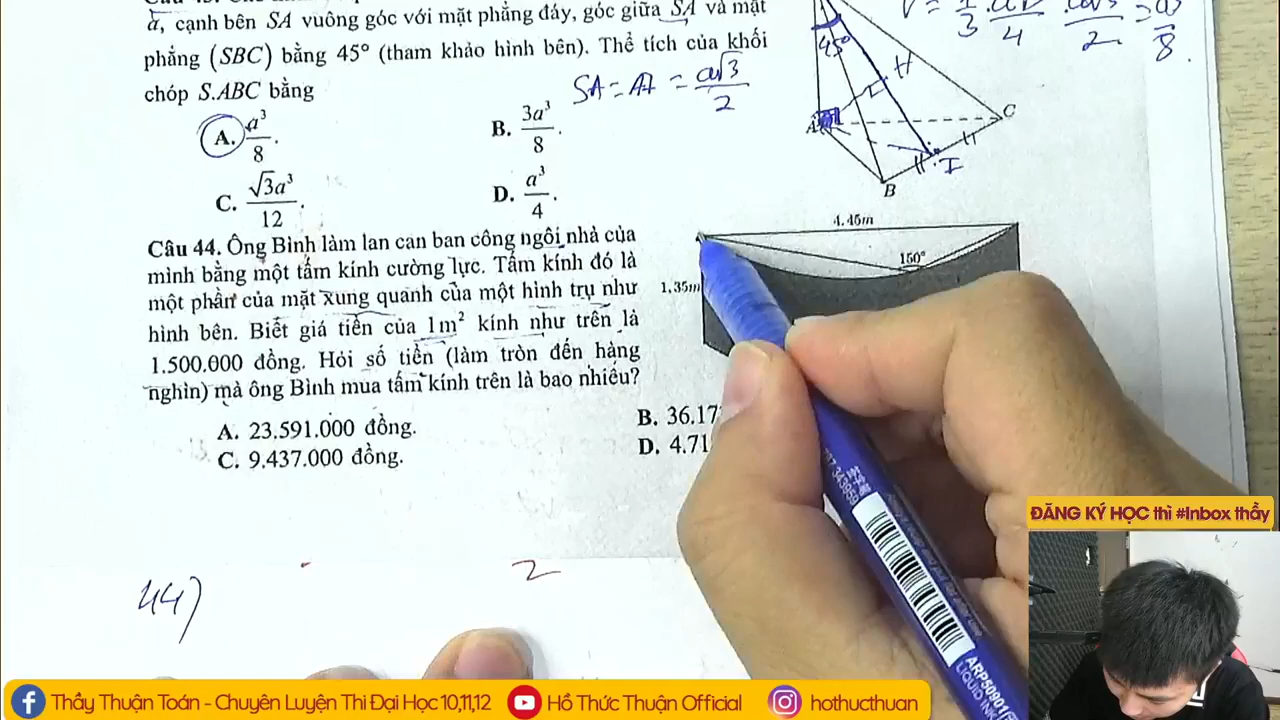 a, cạnh bên SA vuông góc với mặt phẳng đáy, góc giữa SA và mặt
phẳng (SBC) bằng 45° (tham khảo hình bên). Thể tích của khối
chóp S.ABC bằng
SA = AI = a√3/2
A. a³/8.
B. 3a³/8.
C. √3a³/12.
D. a³/4.
45°
H
A
C
I
B
Câu 44. Ông Bình làm lan can ban công ngôi nhà của
mình bằng một tấm kính cường lực. Tấm kính đó là
một phần của mặt xung quanh của một hình trụ như
hình bên. Biết giá tiền của 1m² kính như trên là
1.500.000 đồng. Hỏi số tiền (làm tròn đến hàng
nghìn) mà ông Bình mua tấm kính trên là bao nhiêu?
4,45m
150°
1,35m
A. 23.591.000 đồng.
B. 36.17
C. 9.437.000 đồng.
D. 4.71
44)
ARP50901
LIQUID INK
ĐĂNG KÝ HỌC thì #Inbox thầy
Thầy Thuận Toán - Chuyên Luyện Thi Đại Học 10,11,12
Hồ Thức Thuận Official
hothucthuan